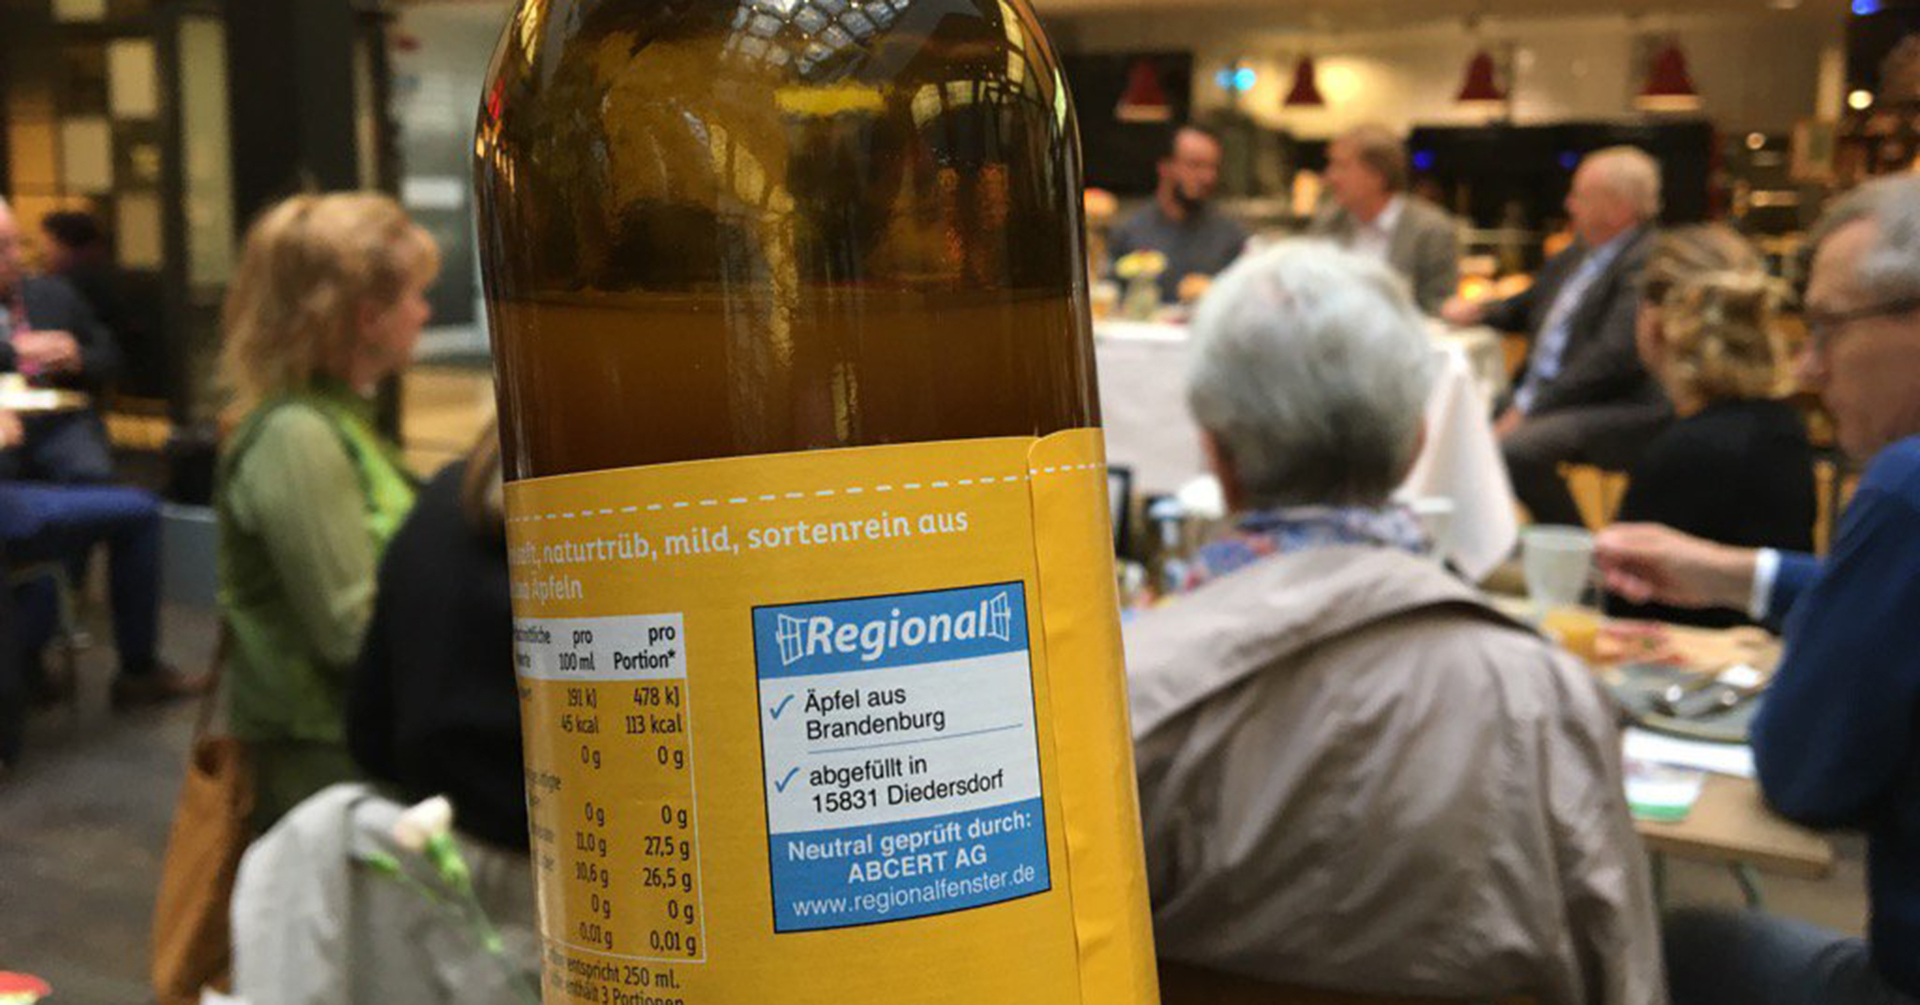 naturtrüb, mild, sortenrein aus
Äpfeln
pro pro
100 ml Portion*
191 kJ 478 kJ
45 kcal 113 kcal
0 g 0 g
0 g 0 g
11,0 g 27,5 g
10,6 g 26,5 g
0 g 0 g
0,01 g 0,01 g
entspricht 250 ml.
enthält 3 Portionen
Regional
Äpfel aus
Brandenburg
abgefüllt in
15831 Diedersdorf
Neutral geprüft durch:
ABCERT AG
www.regionalfenster.de